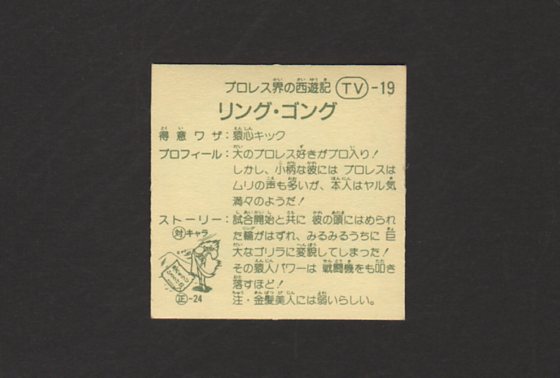 プロレス界の西遊記 TV-19
リング・ゴング
得意ワザ:猿心キック
プロフィール:大のプロレス好きがプロ入り!
しかし、小柄な彼には プロレスは
ムリの声も多いが、本人はヤル気
満々のようだ!
ストーリー:試合開始と共に 彼の頭にはめられ
た輪がはずれ、みるみるうちに 巨
大なゴリラに変貌してしまった!
その猿人パワーは 戦闘機をも叩き
落すほど!
注・金髪美人には弱いらしい。
対キャラ
正-24